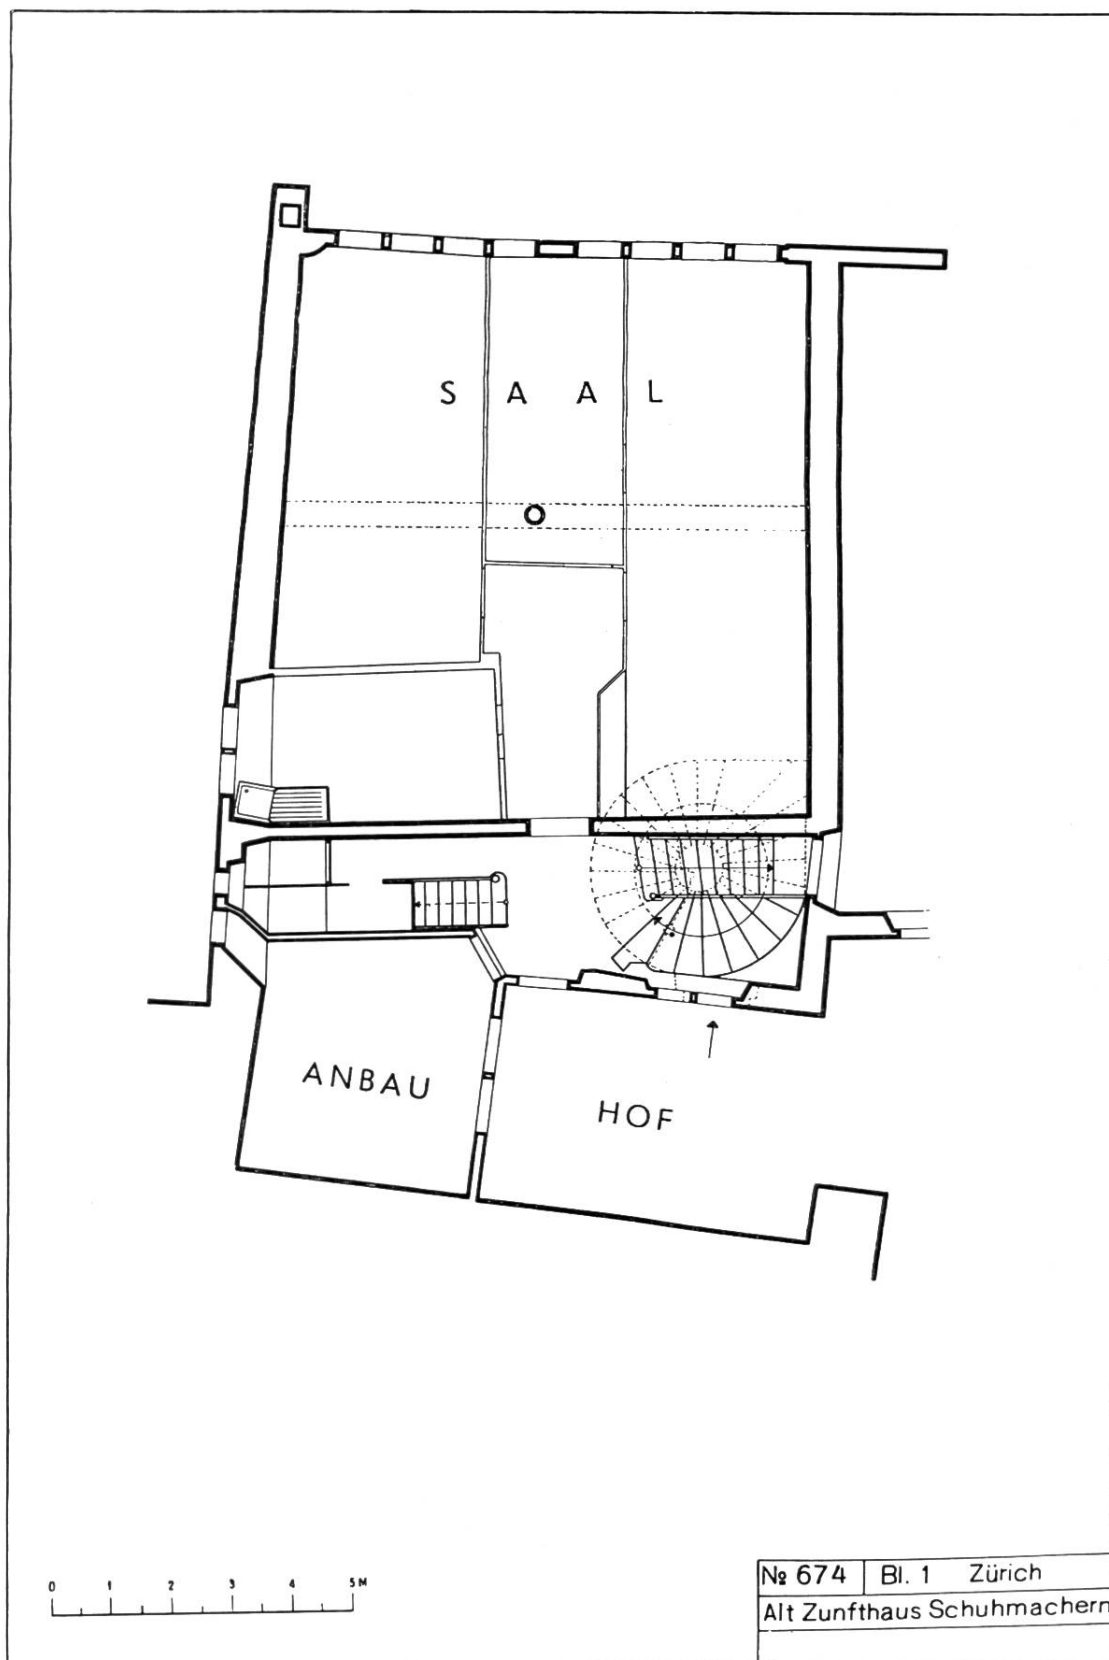 S A A L
ANBAU
HOF
0 1 2 3 4 5 M
№ 674 Bl. 1 Zürich
Alt Zunfthaus Schuhmachern